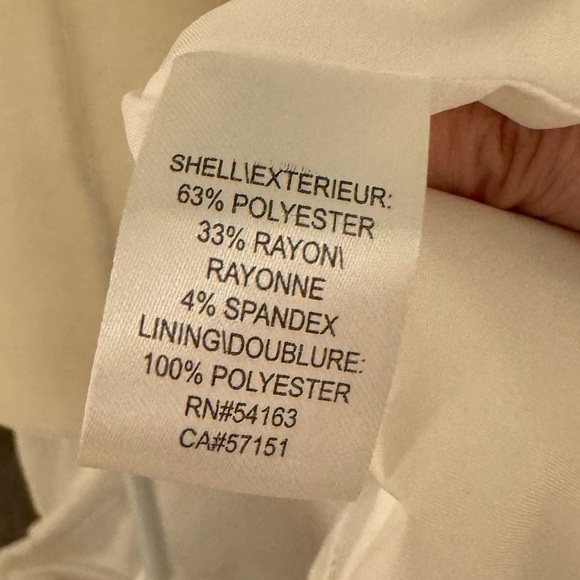 SHELL\EXTERIEUR:
63% POLYESTER
33% RAYON\
RAYONNE
4% SPANDEX
LINING\DOUBLURE:
100% POLYESTER
RN#54163
CA#57151